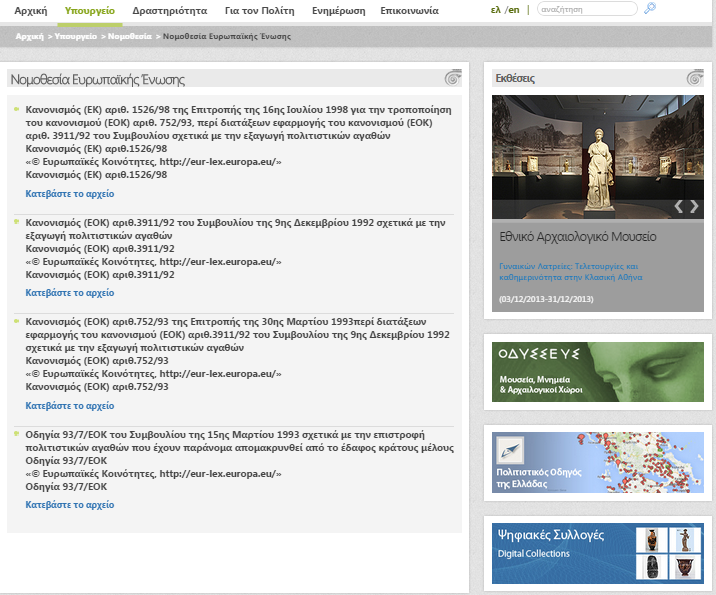 Αρχική Υπουργείο Δραστηριότητα Για τον Πολίτη Ενημέρωση Επικοινωνία
ελ /en | αναζήτηση
Αρχική > Υπουργείο > Νομοθεσία > Νομοθεσία Ευρωπαϊκής Ένωσης
Νομοθεσία Ευρωπαϊκής Ένωσης
Κανονισμός (ΕΚ) αριθ. 1526/98 της Επιτροπής της 16ης Ιουλίου 1998 για την τροποποίηση
του κανονισμού (ΕΟΚ) αριθ. 752/93, περί διατάξεων εφαρμογής του κανονισμού (ΕΟΚ)
αριθ. 3911/92 του Συμβουλίου σχετικά με την εξαγωγή πολιτιστικών αγαθών
Κανονισμός (ΕΚ) αριθ.1526/98
«© Ευρωπαϊκές Κοινότητες, http://eur-lex.europa.eu/»
Κανονισμός (ΕΚ) αριθ.1526/98
Κατεβάστε το αρχείο
Κανονισμός (ΕΟΚ) αριθ.3911/92 του Συμβουλίου της 9ης Δεκεμβρίου 1992 σχετικά με την
εξαγωγή πολιτιστικών αγαθών
Κανονισμός (ΕΟΚ) αριθ.3911/92
«© Ευρωπαϊκές Κοινότητες, http://eur-lex.europa.eu/»
Κανονισμός (ΕΟΚ) αριθ.3911/92
Κατεβάστε το αρχείο
Κανονισμός (ΕΟΚ) αριθ.752/93 της Επιτροπής της 30ης Μαρτίου 1993περί διατάξεων
εφαρμογής του κανονισμού (ΕΟΚ) αριθ.3911/92 του Συμβουλίου της 9ης Δεκεμβρίου 1992
σχετικά με την εξαγωγή πολιτιστικών αγαθών
Κανονισμός (ΕΟΚ) αριθ.752/93
«© Ευρωπαϊκές Κοινότητες, http://eur-lex.europa.eu/»
Κανονισμός (ΕΟΚ) αριθ.752/93
Κατεβάστε το αρχείο
Οδηγία 93/7/ΕΟΚ του Συμβουλίου της 15ης Μαρτίου 1993 σχετικά με την επιστροφή
πολιτιστικών αγαθών που έχουν παράνομα απομακρυνθεί από το έδαφος κράτους μέλους
Οδηγία 93/7/ΕΟΚ
«© Ευρωπαϊκές Κοινότητες, http://eur-lex.europa.eu/»
Οδηγία 93/7/ΕΟΚ
Κατεβάστε το αρχείο
Εκθέσεις
Εθνικό Αρχαιολογικό Μουσείο
Γυναικών Λατρείες: Τελετουργίες και
καθημερινότητα στην Κλασική Αθήνα
(03/12/2013-31/12/2013)
ΟΔΥΣΣΕΥΣ
Μουσεία, Μνημεία
& Αρχαιολογικοί Χώροι
Πολιτιστικός Οδηγός
της Ελλάδας
Ψηφιακές Συλλογές
Digital Collections